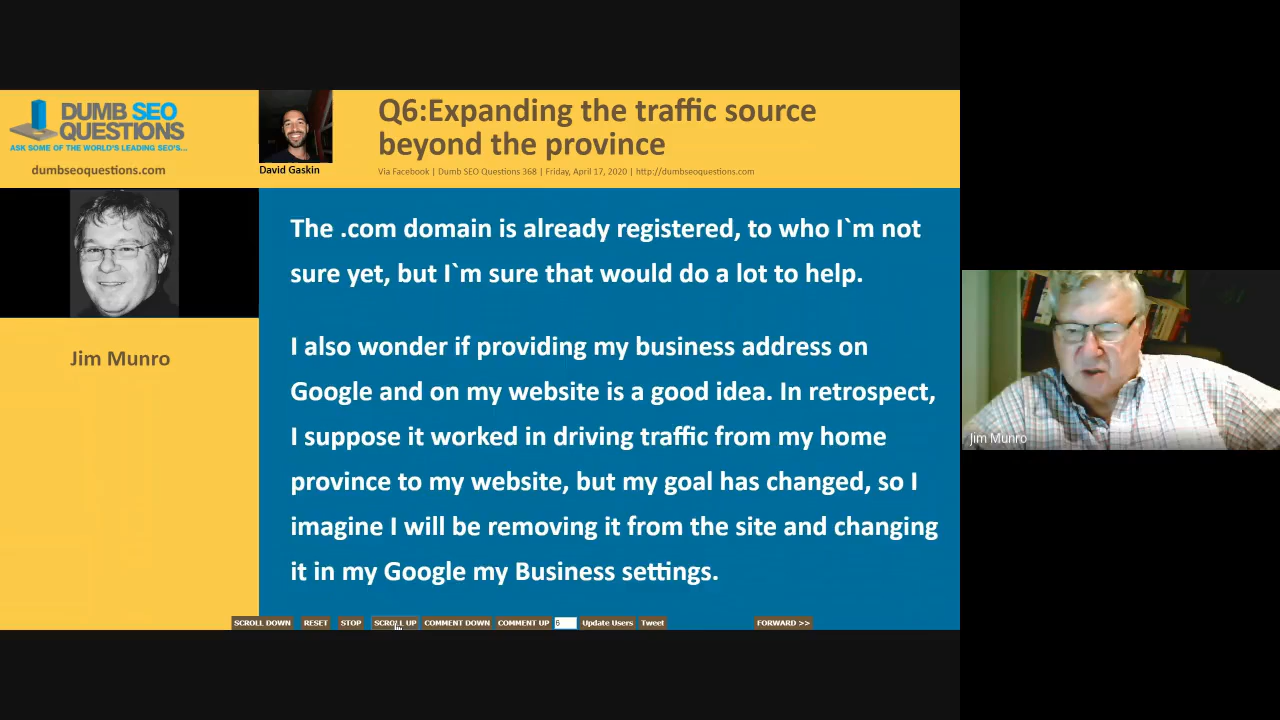 DUMB SEO
QUESTIONS
ASK SOME OF THE WORLD'S LEADING SEO'S...
dumbseoquestions.com
David Gaskin
Q6:Expanding the traffic source
beyond the province
Via Facebook | Dumb SEO Questions 368 | Friday, April 17, 2020 | http://dumbseoquestions.com
Jim Munro
The .com domain is already registered, to who I`m not
sure yet, but I`m sure that would do a lot to help.
I also wonder if providing my business address on
Google and on my website is a good idea. In retrospect,
I suppose it worked in driving traffic from my home
province to my website, but my goal has changed, so I
imagine I will be removing it from the site and changing
it in my Google my Business settings.
Jim Munro
SCROLL DOWN RESET STOP SCROLL UP COMMENT DOWN COMMENT UP 6 Update Users Tweet FORWARD >>